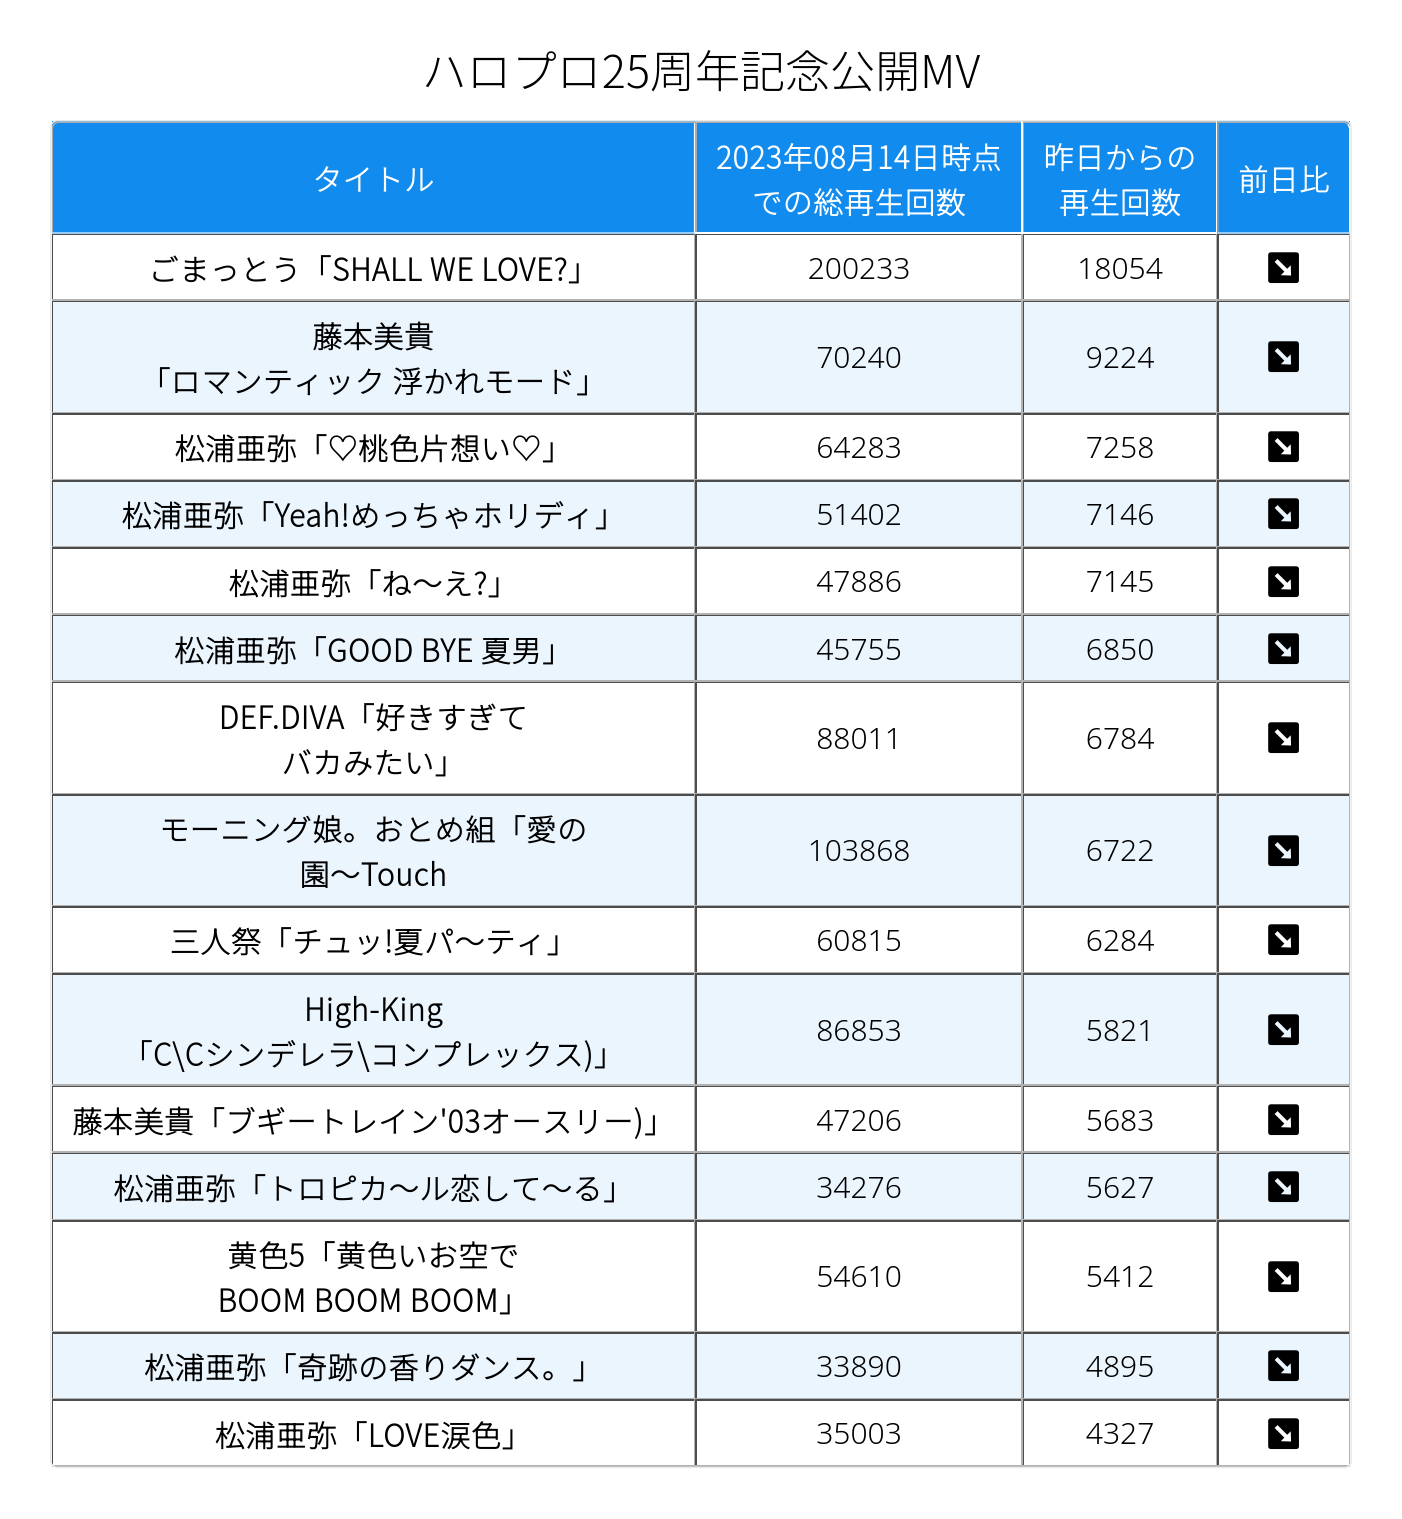 ハロプロ25周年記念公開MV
タイトル
2023年08月14日時点
での総再生回数
昨日からの
再生回数
前日比
ごまっとう「SHALL WE LOVE?」 200233 18054
藤本美貴
「ロマンティック 浮かれモード」 70240 9224
松浦亜弥「♡桃色片想い♡」 64283 7258
松浦亜弥「Yeah!めっちゃホリディ」 51402 7146
松浦亜弥「ね〜え?」 47886 7145
松浦亜弥「GOOD BYE 夏男」 45755 6850
DEF.DIVA「好きすぎて
バカみたい」 88011 6784
モーニング娘。おとめ組「愛の
園〜Touch 103868 6722
三人祭「チュッ!夏パ〜ティ」 60815 6284
High-King
「C\Cシンデレラ\コンプレックス)」 86853 5821
藤本美貴「ブギートレイン'03オースリー)」 47206 5683
松浦亜弥「トロピカ〜ル恋して〜る」 34276 5627
黄色5「黄色いお空で
BOOM BOOM BOOM」 54610 5412
松浦亜弥「奇跡の香りダンス。」 33890 4895
松浦亜弥「LOVE涙色」 35003 4327